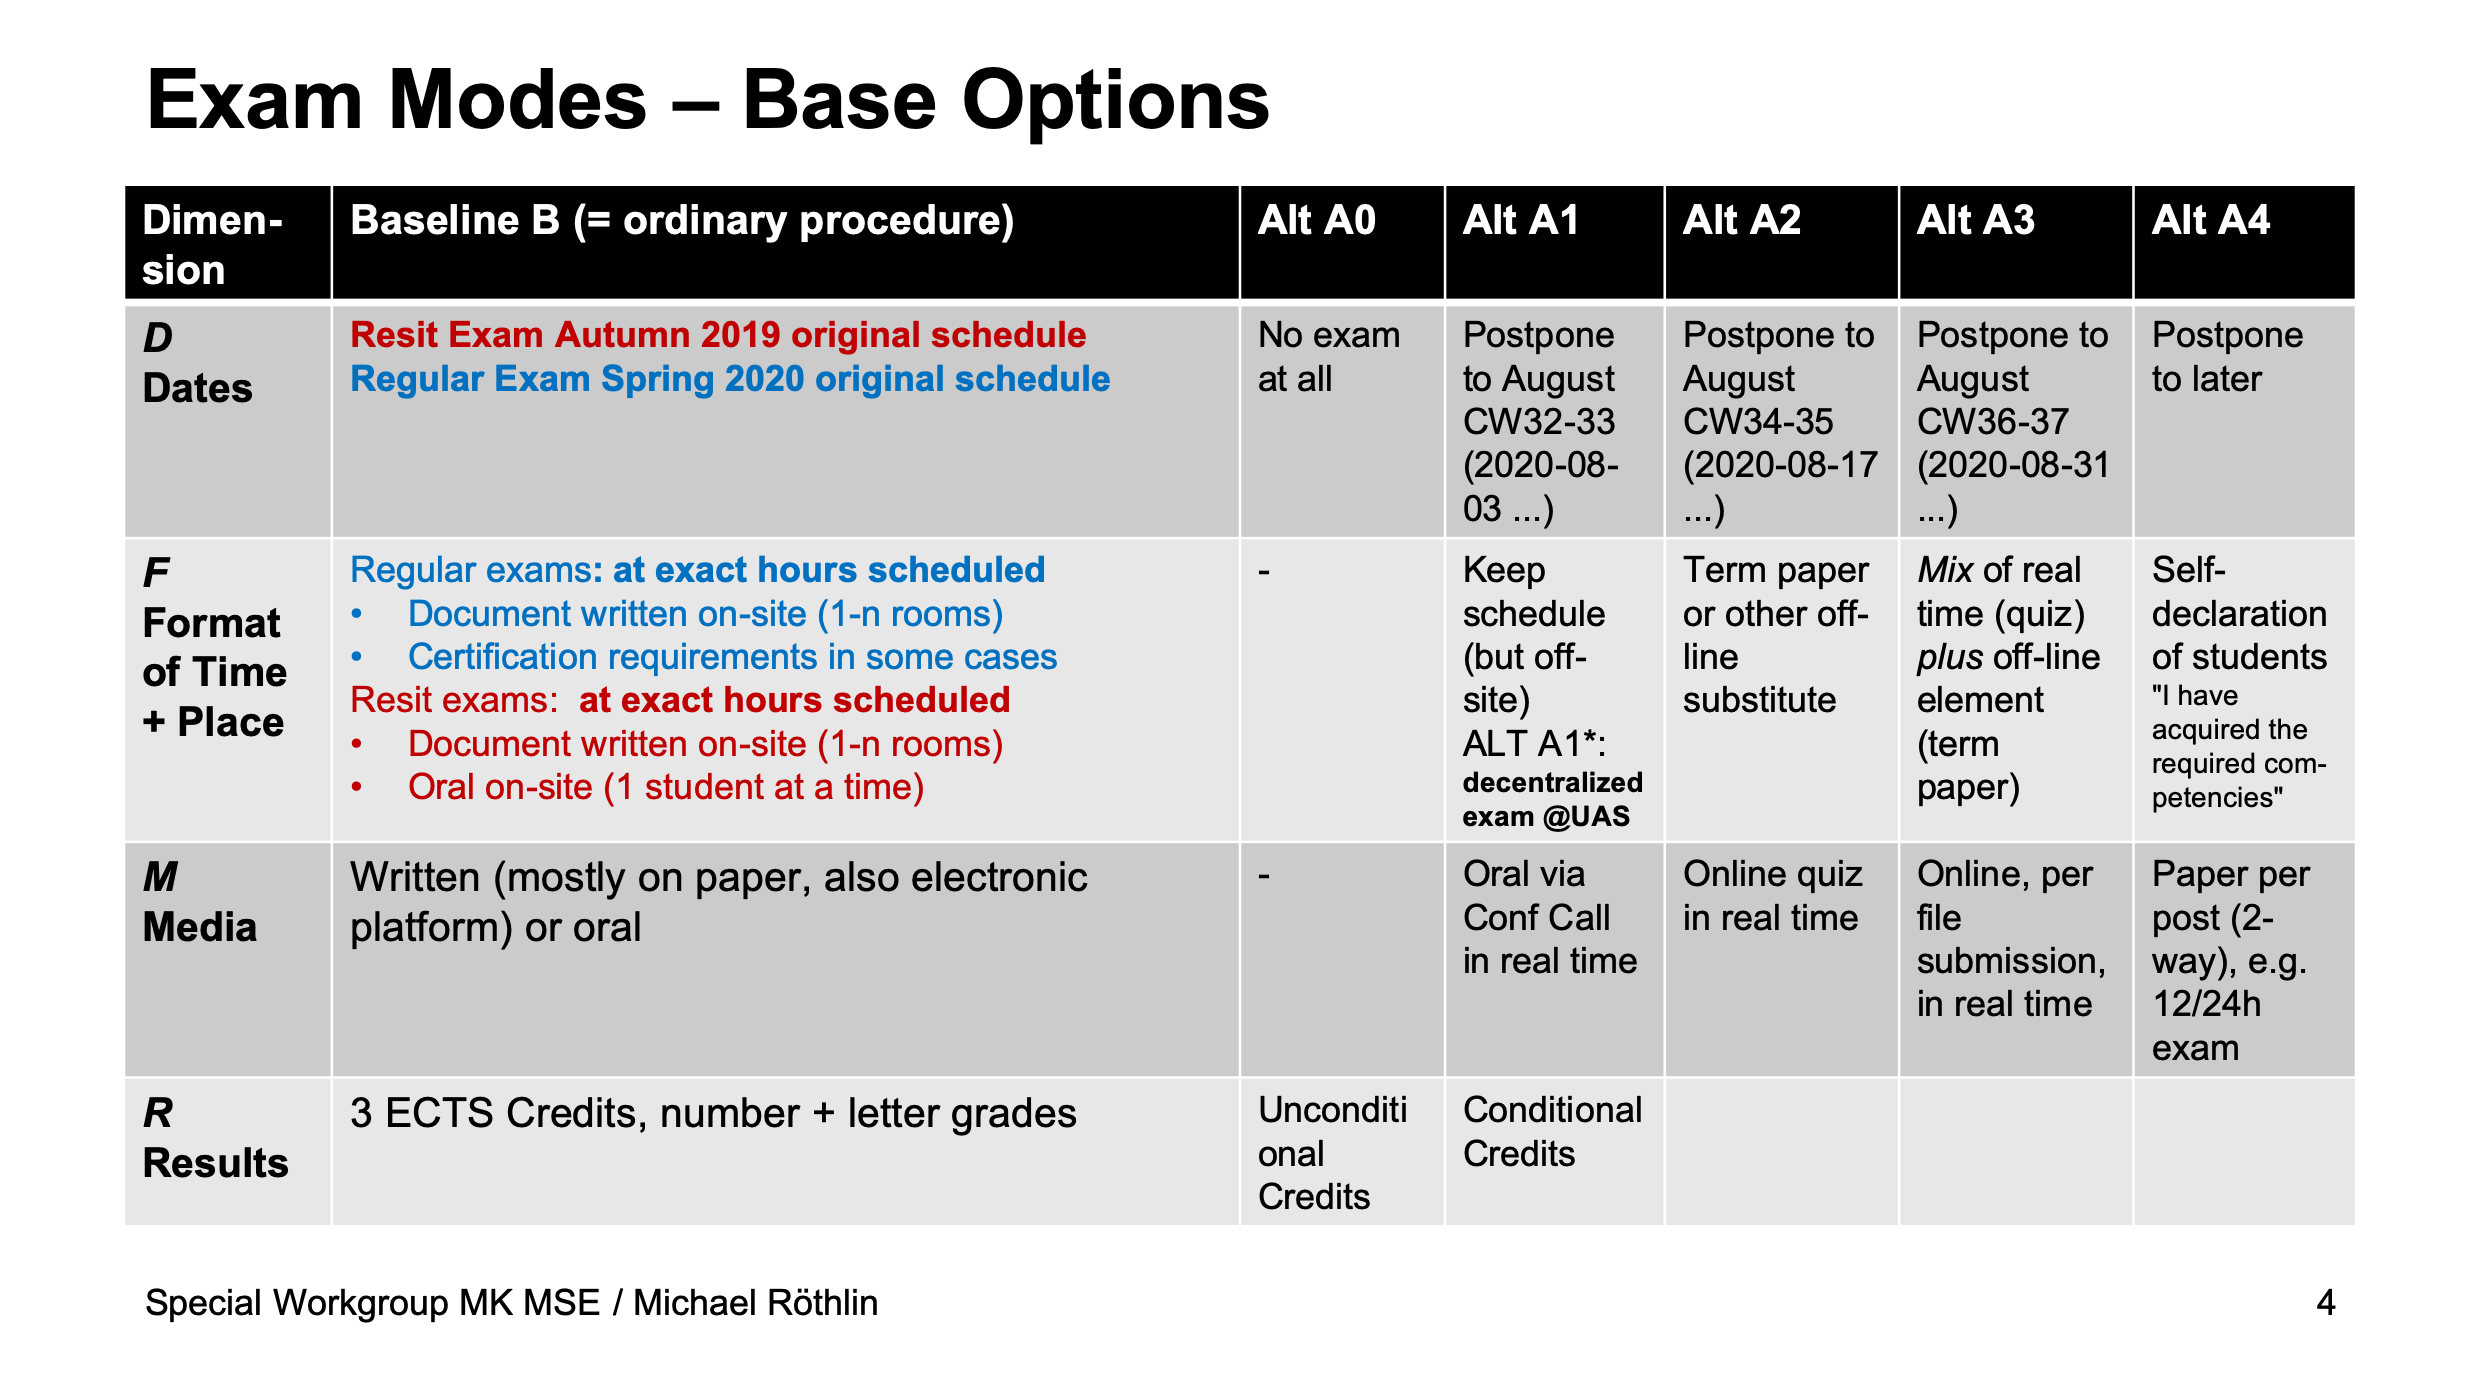 Exam Modes – Base Options
Dimen-
sion
Baseline B (= ordinary procedure)
Alt A0
Alt A1
Alt A2
Alt A3
Alt A4
D
Dates
Resit Exam Autumn 2019 original schedule
Regular Exam Spring 2020 original schedule
No exam
at all
Postpone
to August
CW32-33
(2020-08-
03 ...)
Postpone to
August
CW34-35
(2020-08-17
...)
Postpone to
August
CW36-37
(2020-08-31
...)
Postpone
to later
F
Format
of Time
+ Place
Regular exams: at exact hours scheduled
• Document written on-site (1-n rooms)
• Certification requirements in some cases
Resit exams: at exact hours scheduled
• Document written on-site (1-n rooms)
• Oral on-site (1 student at a time)
-
Keep
schedule
(but off-
site)
ALT A1*:
decentralized
exam @UAS
Term paper
or other off-
line
substitute
Mix of real
time (quiz)
plus off-line
element
(term
paper)
Self-
declaration
of students
"I have
acquired the
required com-
petencies"
M
Media
Written (mostly on paper, also electronic
platform) or oral
-
Oral via
Conf Call
in real time
Online quiz
in real time
Online, per
file
submission,
in real time
Paper per
post (2-
way), e.g.
12/24h
exam
R
Results
3 ECTS Credits, number + letter grades
Unconditi
onal
Credits
Conditional
Credits
Special Workgroup MK MSE / Michael Röthlin
4